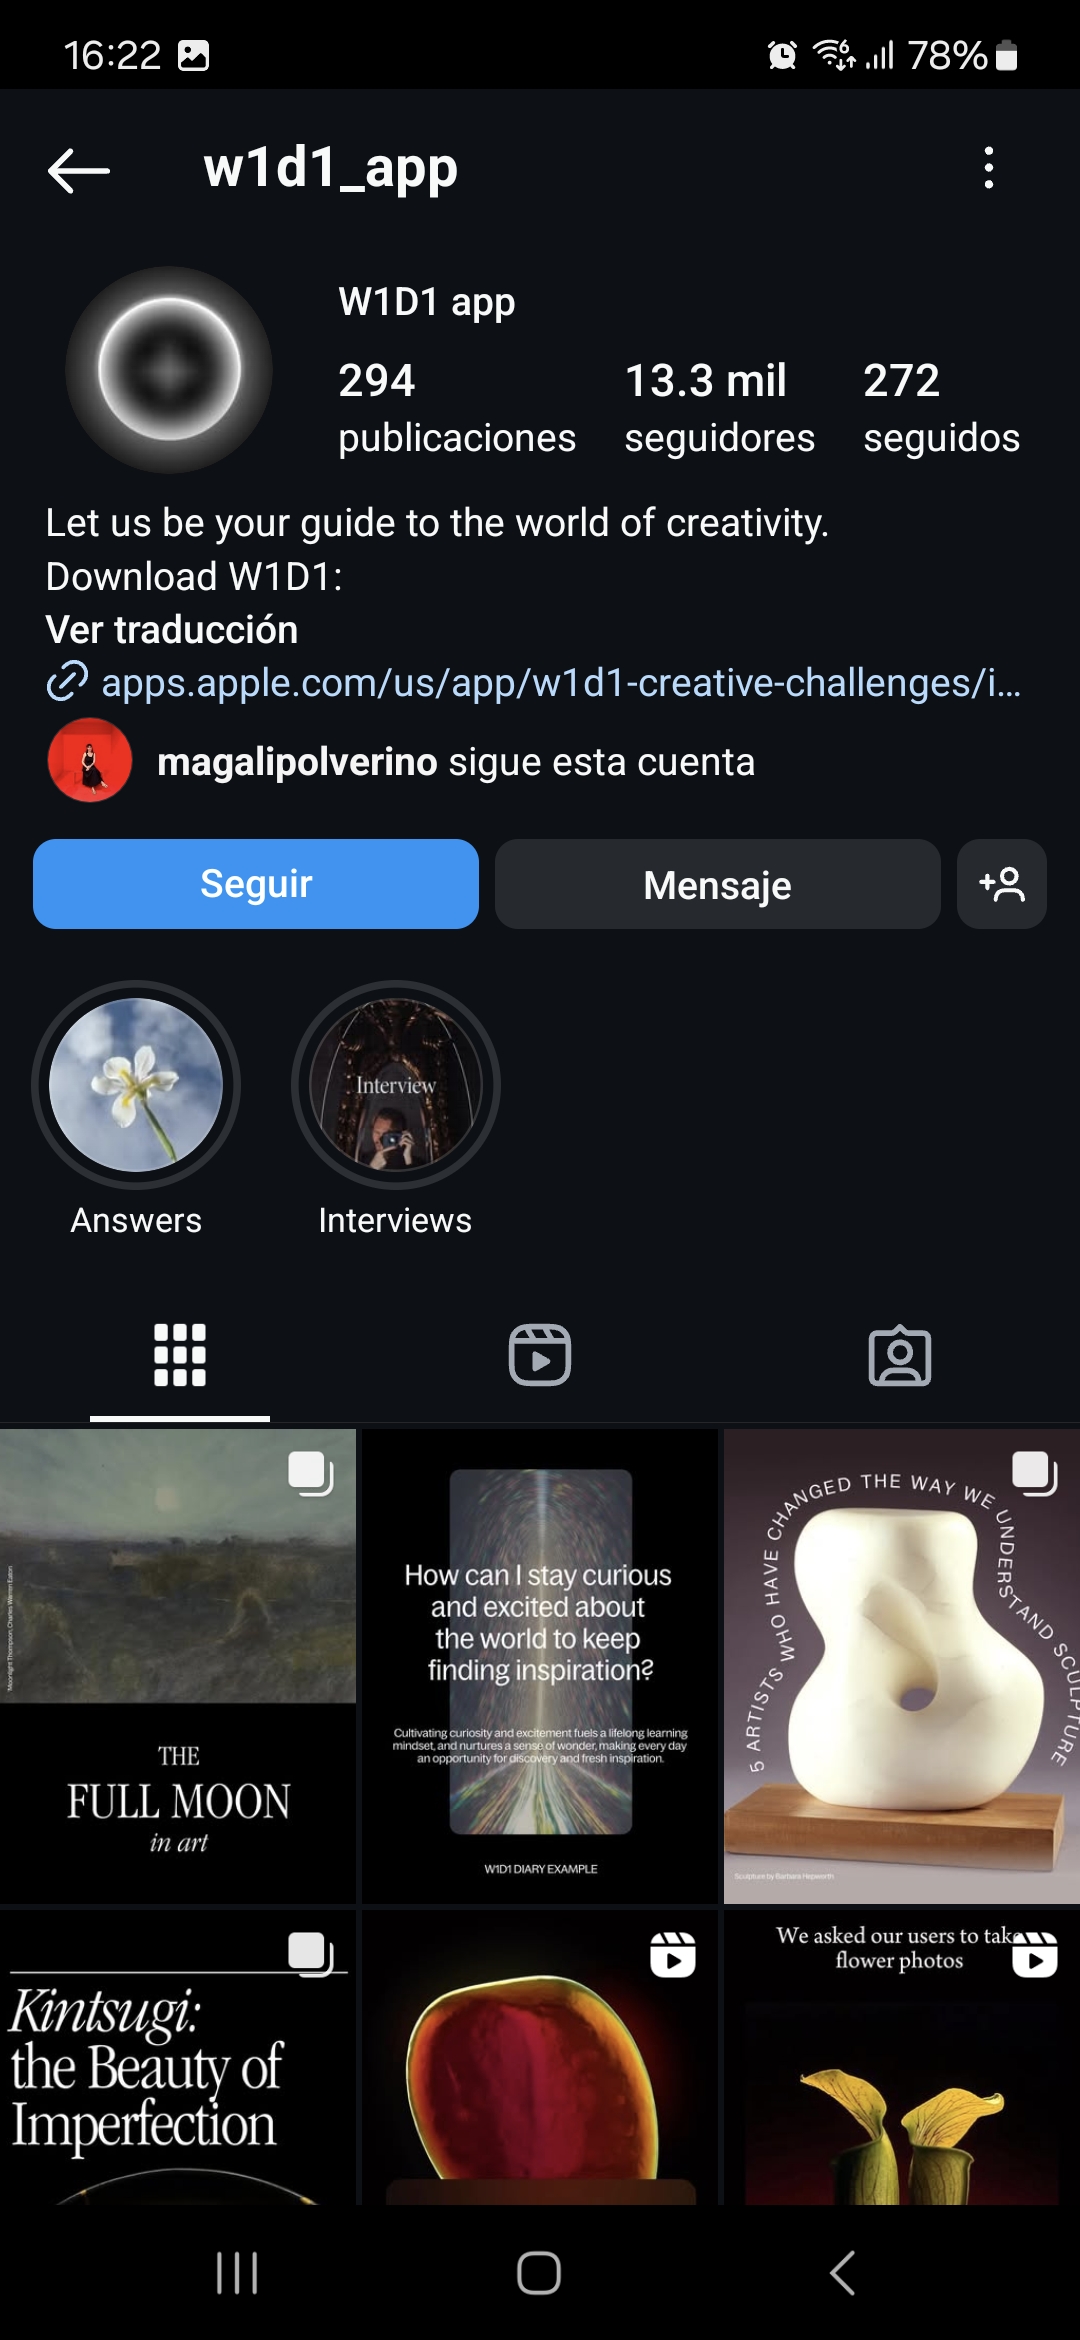 16:22
78%
w1d1_app
W1D1 app
294
publicaciones
13.3 mil
seguidores
272
seguidos
Let us be your guide to the world of creativity.
Download W1D1:
Ver traducción
apps.apple.com/us/app/w1d1-creative-challenges/i...
magalipolverino sigue esta cuenta
Seguir
Mensaje
Interview
Answers
Interviews
'Moonlight Thompson, Charles Warren Eaton
THE
FULL MOON
in art
How can I stay curious
and excited about
the world to keep
finding inspiration?
Cultivating curiosity and excitement fuels a lifelong learning
mindset, and nurtures a sense of wonder, making every day
an opportunity for discovery and fresh inspiration.
W1D1 DIARY EXAMPLE
5 ARTISTS WHO HAVE CHANGED THE WAY WE UNDERSTAND SCULPTURE
Sculpture by Barbara Hepworth
Kintsugi:
the Beauty of
Imperfection
We asked our users to take
flower photos